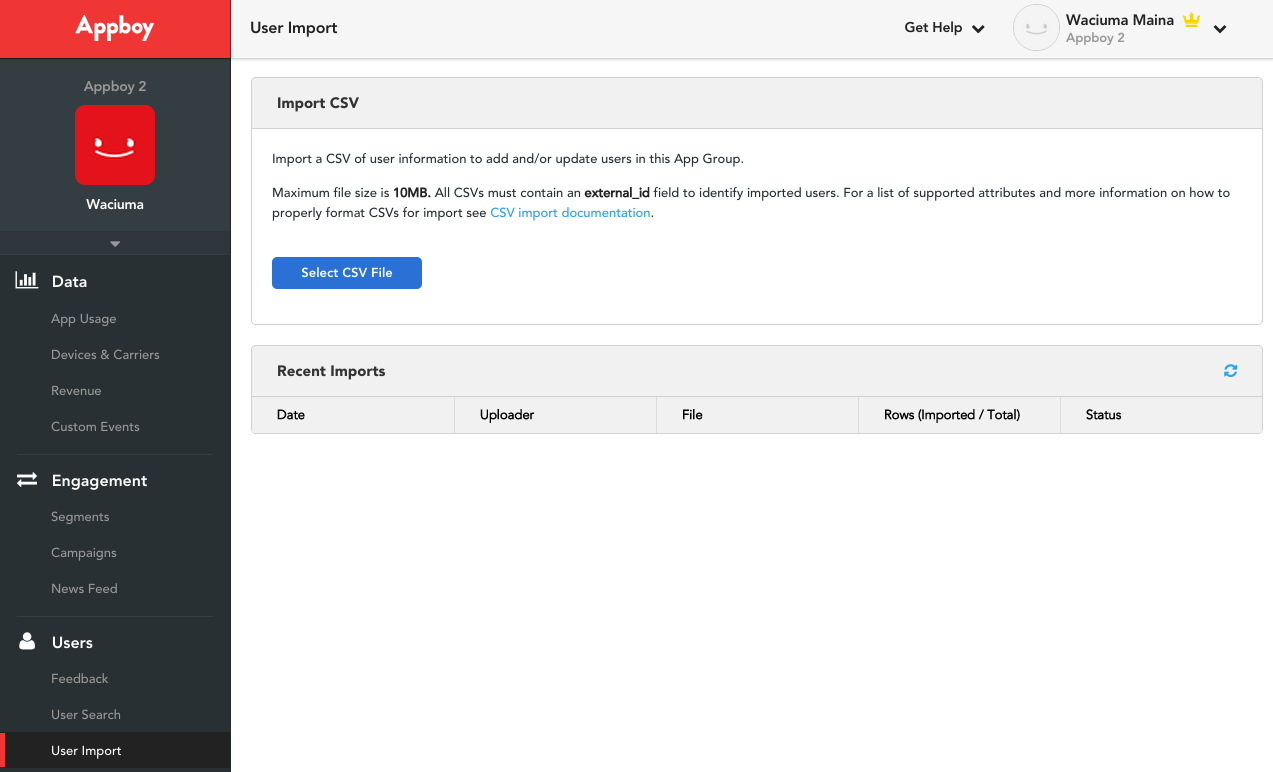 Appboy
User Import
Get Help
Waciuma Maina
Appboy 2
Appboy 2
Waciuma
Data
App Usage
Devices & Carriers
Revenue
Custom Events
Engagement
Segments
Campaigns
News Feed
Users
Feedback
User Search
User Import
Import CSV
Import a CSV of user information to add and/or update users in this App Group.
Maximum file size is 10MB. All CSVs must contain an external_id field to identify imported users. For a list of supported attributes and more information on how to
properly format CSVs for import see CSV import documentation.
Select CSV File
Recent Imports
Date Uploader File Rows (Imported / Total) Status